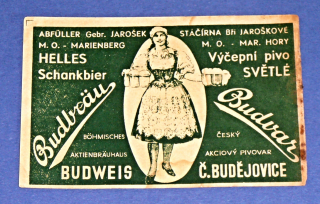 ABFÜLLER Gebr. JAROŠEK
M. O. - MARIENBERG
HELLES
Schankbier
Budbräu
BÖHMISCHES
AKTIENBRÄUHAUS
BUDWEIS
STÁČÍRNA Bří JAROŠKOVÉ
M. O. - MAR. HORY
Výčepní pivo
SVĚTLÉ
Budvar
ČESKÝ
AKCIOVÝ PIVOVAR
Č. BUDĚJOVICE